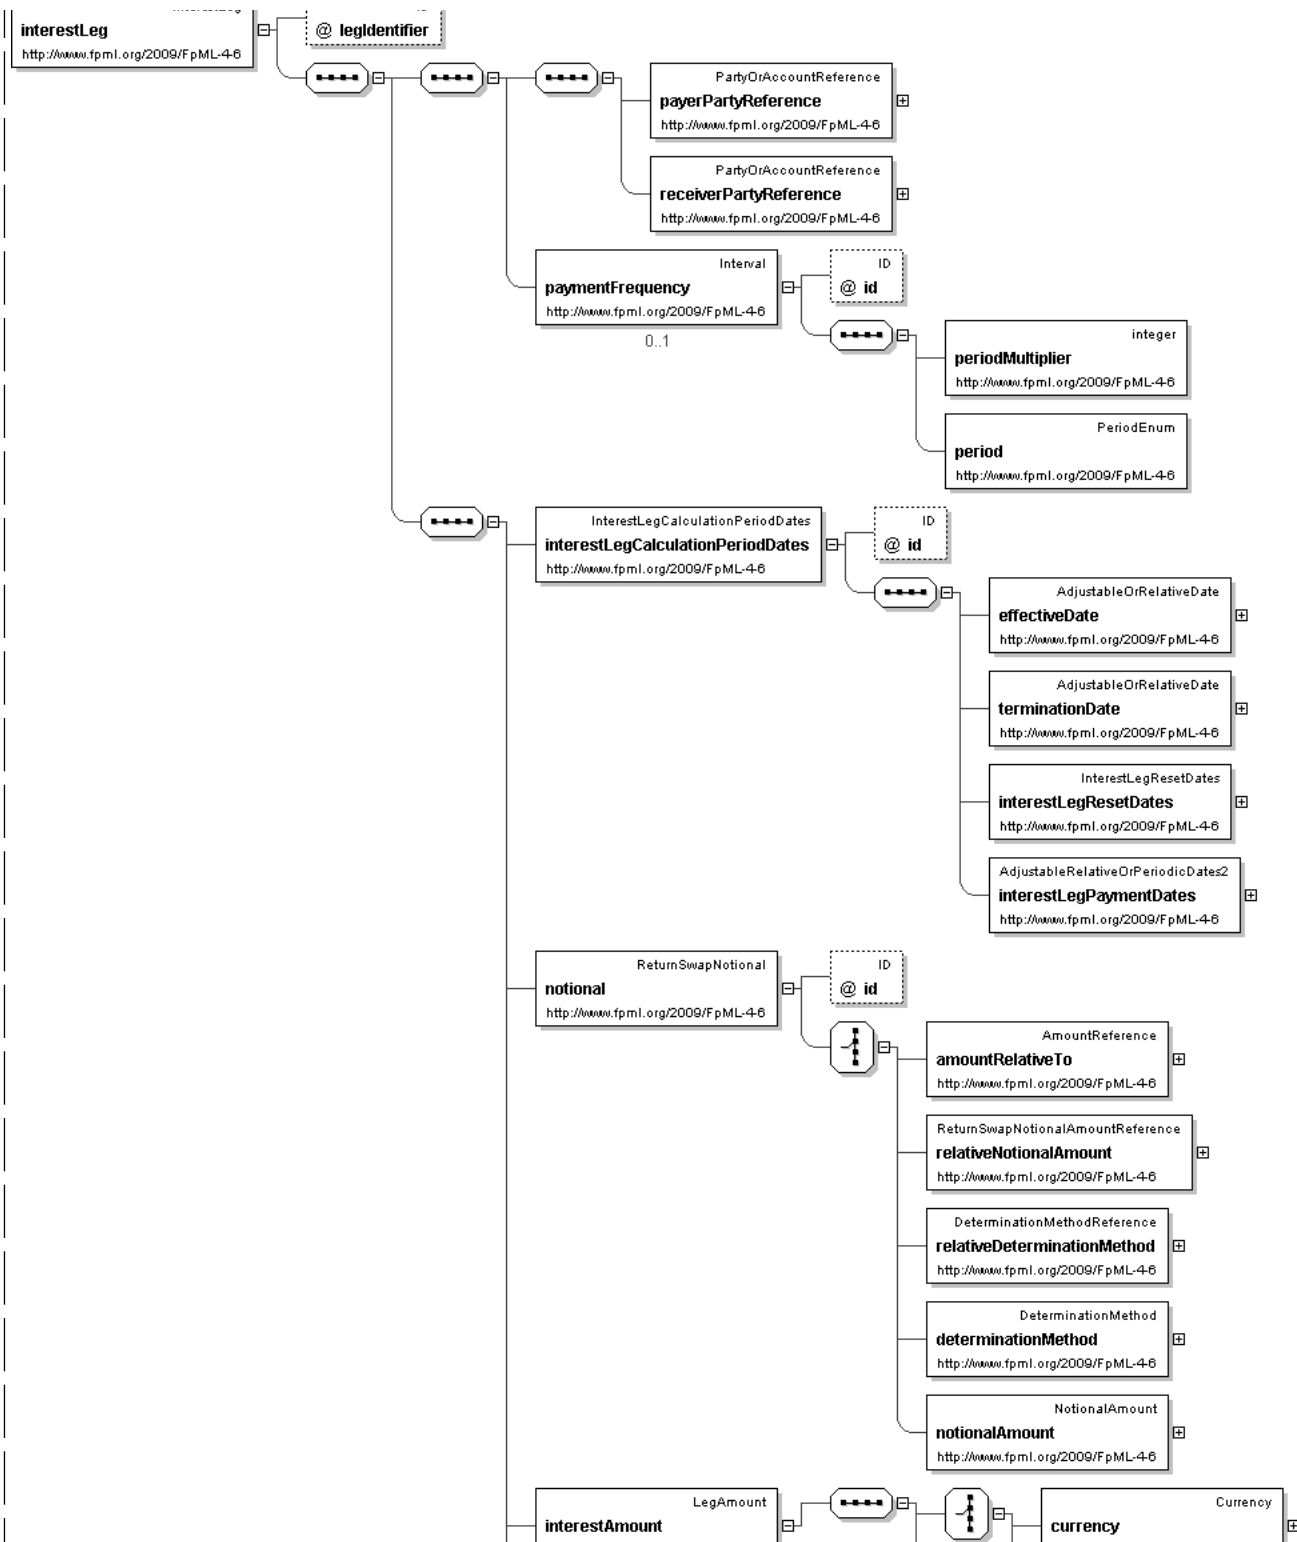 interestLeg
http://www.fpml.org/2009/FpML-4-6
ID
@ legIdentifier
PartyOrAccountReference
payerPartyReference
http://www.fpml.org/2009/FpML-4-6
PartyOrAccountReference
receiverPartyReference
http://www.fpml.org/2009/FpML-4-6
Interval
paymentFrequency
http://www.fpml.org/2009/FpML-4-6
0..1
ID
@ id
integer
periodMultiplier
http://www.fpml.org/2009/FpML-4-6
PeriodEnum
period
http://www.fpml.org/2009/FpML-4-6
InterestLegCalculationPeriodDates
interestLegCalculationPeriodDates
http://www.fpml.org/2009/FpML-4-6
ID
@ id
AdjustableOrRelativeDate
effectiveDate
http://www.fpml.org/2009/FpML-4-6
AdjustableOrRelativeDate
terminationDate
http://www.fpml.org/2009/FpML-4-6
InterestLegResetDates
interestLegResetDates
http://www.fpml.org/2009/FpML-4-6
AdjustableRelativeOrPeriodicDates2
interestLegPaymentDates
http://www.fpml.org/2009/FpML-4-6
ReturnSwapNotional
notional
http://www.fpml.org/2009/FpML-4-6
ID
@ id
AmountReference
amountRelativeTo
http://www.fpml.org/2009/FpML-4-6
ReturnSwapNotionalAmountReference
relativeNotionalAmount
http://www.fpml.org/2009/FpML-4-6
DeterminationMethodReference
relativeDeterminationMethod
http://www.fpml.org/2009/FpML-4-6
DeterminationMethod
determinationMethod
http://www.fpml.org/2009/FpML-4-6
NotionalAmount
notionalAmount
http://www.fpml.org/2009/FpML-4-6
LegAmount
interestAmount
Currency
currency